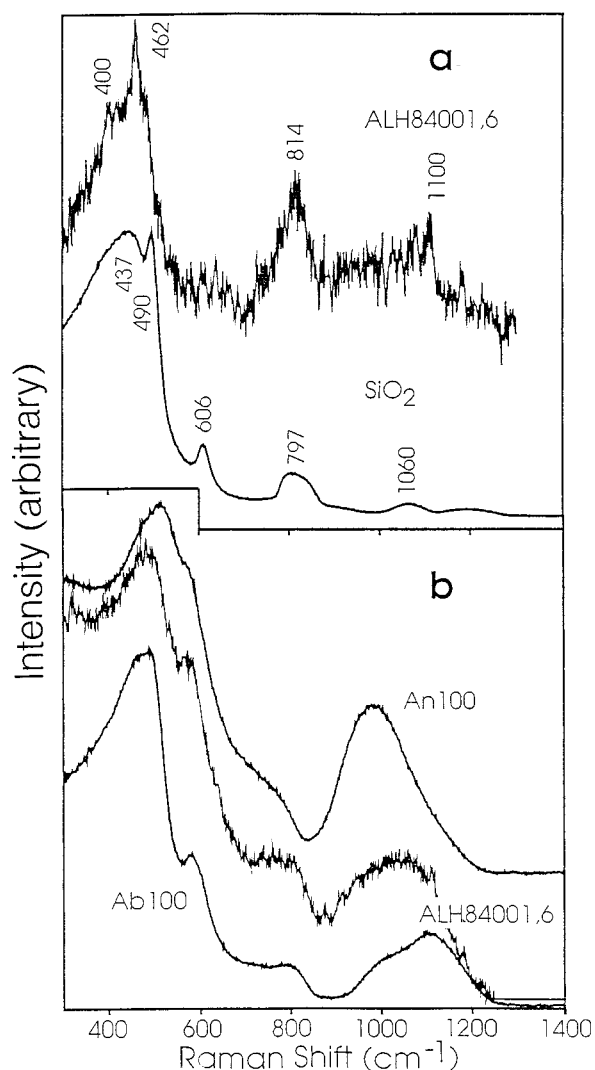 462
400
a
ALH84001,6
814
1100
437
490
SiO2
606
797
1060
Intensity (arbitrary)
b
An100
Ab100
ALH84001,6
400 600 800 1000 1200 1400
Raman Shift (cm-1)